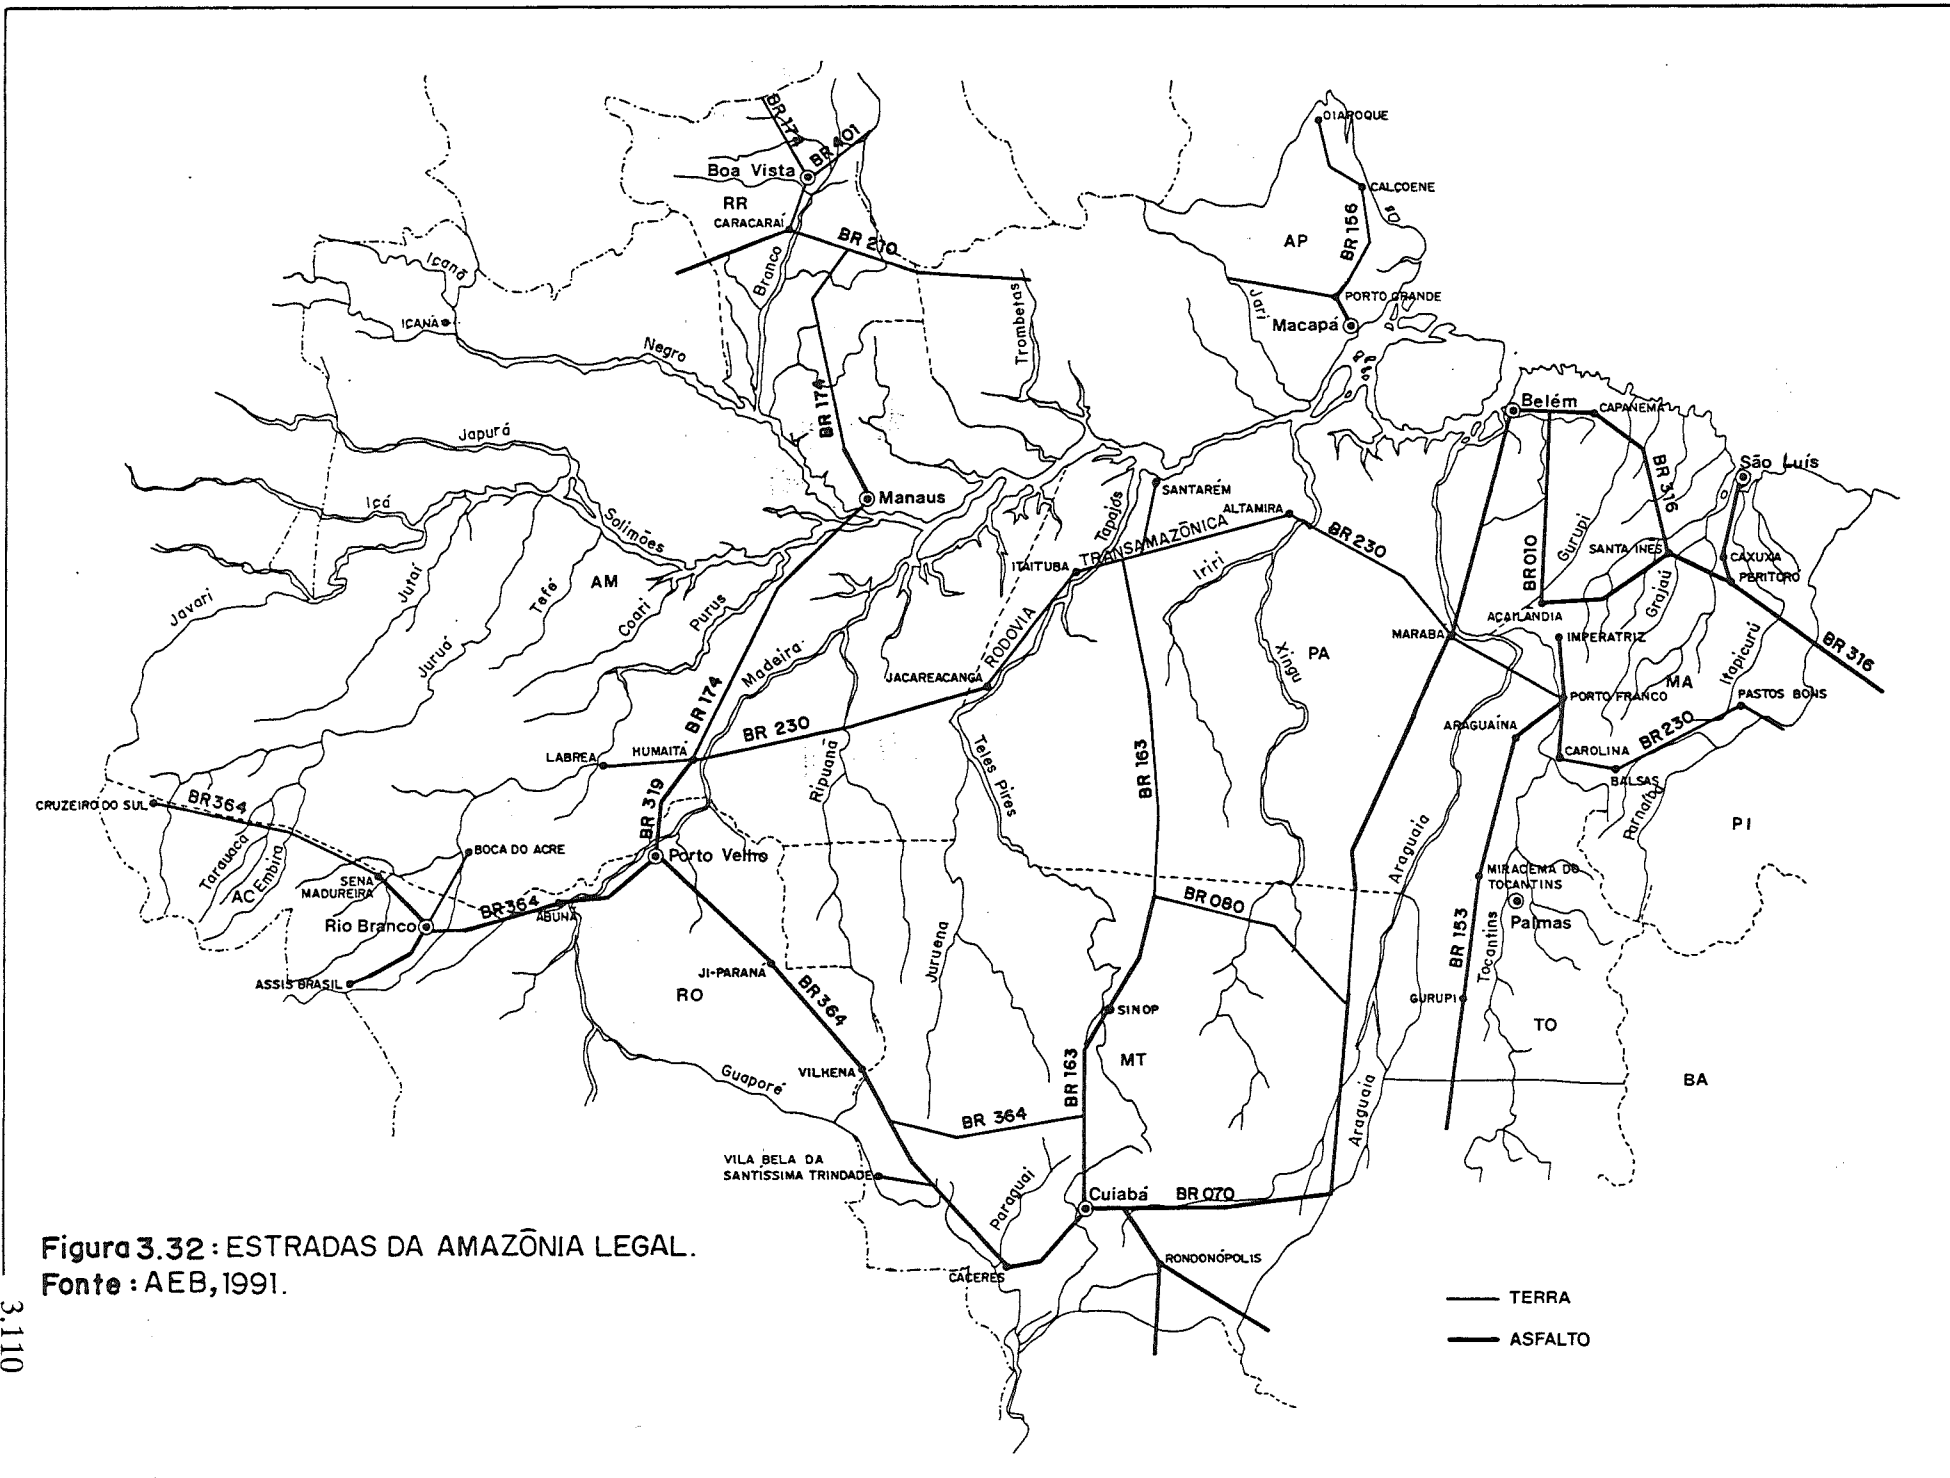 BR 174
BR 401
OIAPOQUE
Boa Vista
CALÇOENE
RR
CARACARAÍ
BR 210
BR 156
AP
Içanã
Branco
IÇANÁ
Trombetas
Jari
PORTO GRANDE
Macapá
Negro
BR 174
Belém
CAPANEMA
Japurá
BR 316
São Luís
Içá
Manaus
Solimões
SANTARÉM
Tapajós
ALTAMIRA
TRANSAMAZÔNICA
BR 230
Gurupi
BR 010
SANTA INES
CAXUXA
PERITORÓ
ITAITUBA
Iriri
AM
Javari
Jutaí
Tefé
Coari
Purus
Grajaú
AÇAILANDIA
IMPERATRIZ
MARABÁ
Juruá
Madeira
RODOVIA
JACAREACANGA
Xingu
PA
Itapicurú
BR 316
MA
PORTO FRANCO
PASTOS BONS
BR 174
BR 230
ARAGUAÍNA
BR 230
CAROLINA
BALSAS
LABREA
HUMAITÁ
Ripuana
Teles Pires
BR 163
CRUZEIRO DO SUL
BR 364
BR 319
Parnaíba
PI
Tarauacá
AC
Embira
BOCA DO ACRE
Porto Velho
Araguaia
SENA
MADUREIRA
MIRACEMA DO
TOCANTINS
Rio Branco
BR 364
ABUNÃ
BR 080
Palmas
BR 153
Tocantins
ASSIS BRASIL
JI-PARANÁ
RO
BR 364
Juruena
GURUPI
SINOP
TO
MT
BA
VILHENA
Guaporé
BR 163
BR 364
Araguaia
VILA BELA DA
SANTÍSSIMA TRINDADE
Paraguai
Cuiabá
BR 070
CÁCERES
RONDONÓPOLIS
Figura 3.32: ESTRADAS DA AMAZÔNIA LEGAL.
Fonte: AEB, 1991.
TERRA
ASFALTO
3.110